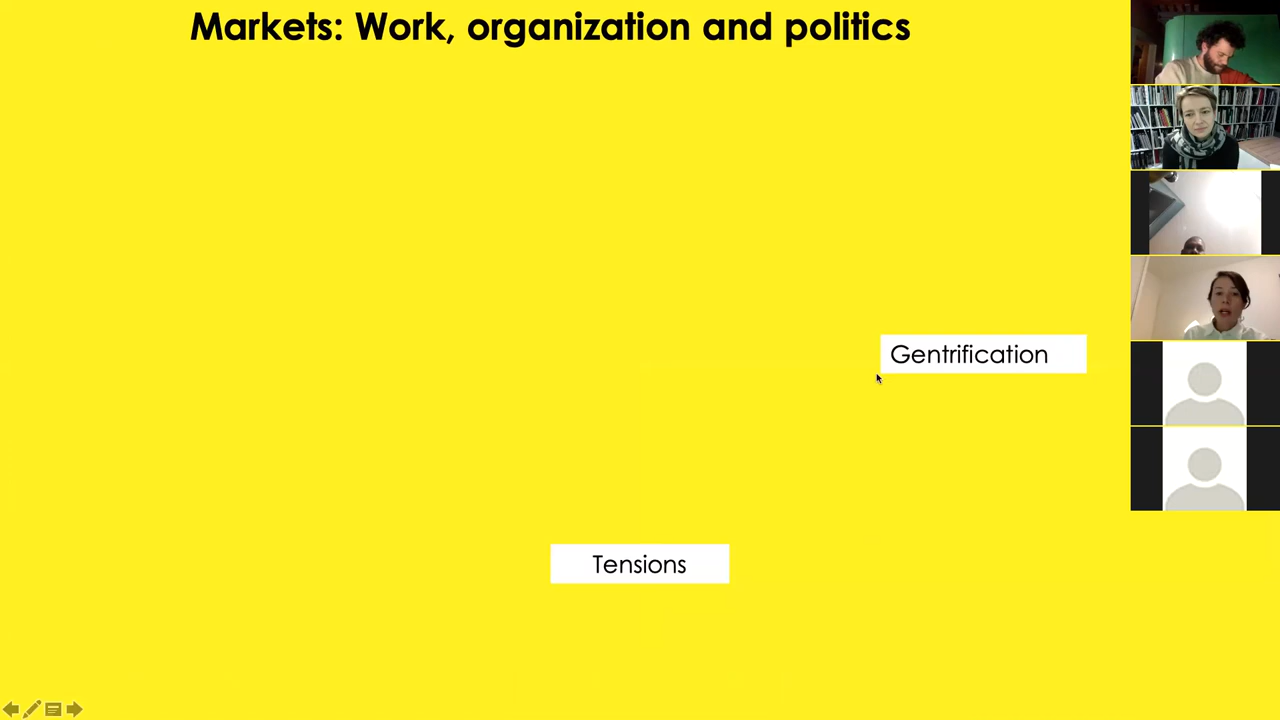 Markets: Work, organization and politics
Gentrification
Tensions